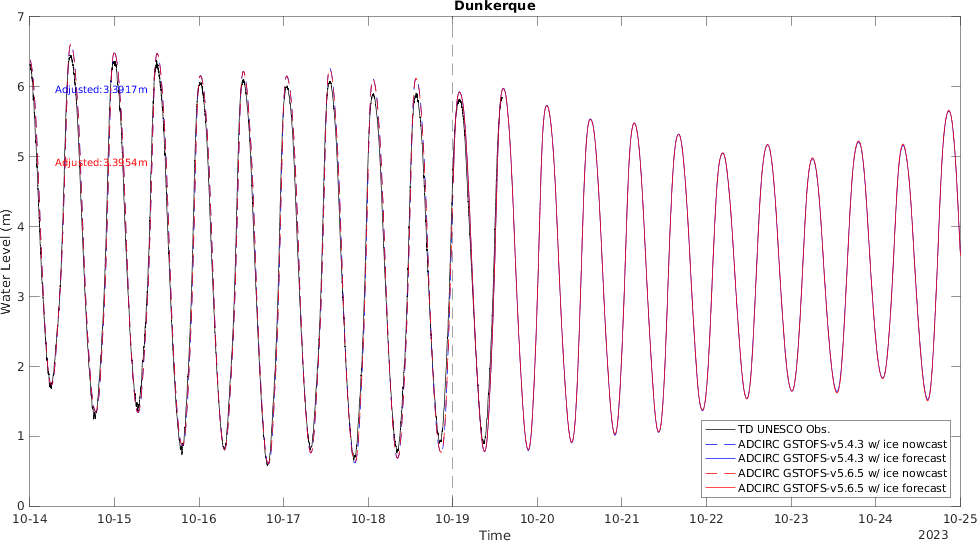 Dunkerque
7
6
5
4
3
2
1
0
Water Level (m)
Adjusted:3.3917m
Adjusted:3.3954m
TD UNESCO Obs.
ADCIRC GSTOFS-v5.4.3 w/ ice nowcast
ADCIRC GSTOFS-v5.4.3 w/ ice forecast
ADCIRC GSTOFS-v5.6.5 w/ ice nowcast
ADCIRC GSTOFS-v5.6.5 w/ ice forecast
10-14 10-15 10-16 10-17 10-18 10-19 10-20 10-21 10-22 10-23 10-24 10-25
Time
2023